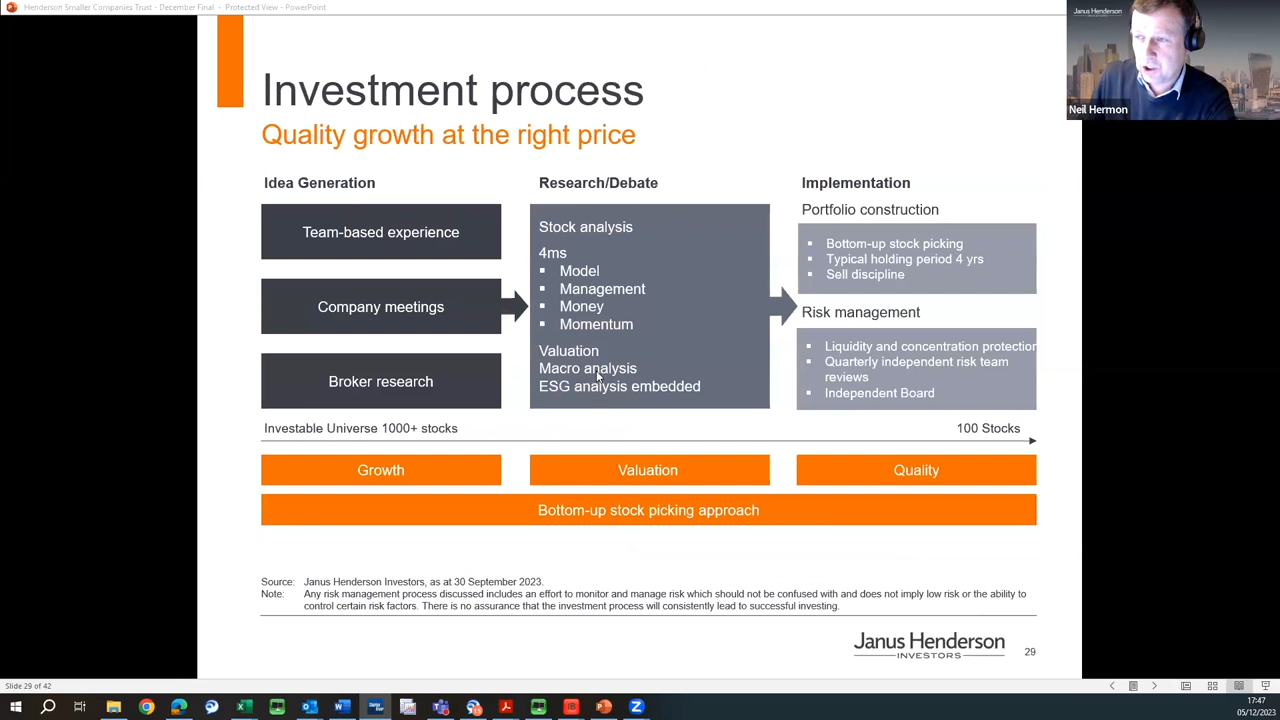 Henderson Smaller Companies Trust - December Final - Protected View - PowerPoint
Janus Henderson
Neil Hermon
Investment process
Quality growth at the right price
Idea Generation
Team-based experience
Company meetings
Broker research
Research/Debate
Stock analysis
4ms
▪ Model
▪ Management
▪ Money
▪ Momentum
Valuation
Macro analysis
ESG analysis embedded
Implementation
Portfolio construction
▪ Bottom-up stock picking
▪ Typical holding period 4 yrs
▪ Sell discipline
Risk management
▪ Liquidity and concentration protection
▪ Quarterly independent risk team
reviews
▪ Independent Board
Investable Universe 1000+ stocks
100 Stocks
Growth
Valuation
Quality
Bottom-up stock picking approach
Source: Janus Henderson Investors, as at 30 September 2023.
Note: Any risk management process discussed includes an effort to monitor and manage risk which should not be confused with and does not imply low risk or the ability to
control certain risk factors. There is no assurance that the investment process will consistently lead to successful investing.
Janus Henderson
INVESTORS
29
Slide 29 of 42
17:47
05/12/2023